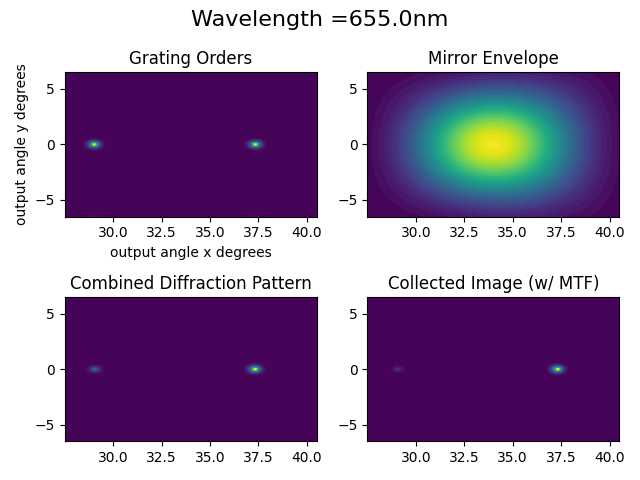 Wavelength =655.0nm
Grating Orders
Mirror Envelope
output angle y degrees
5
0
−5
30.0 32.5 35.0 37.5 40.0
output angle x degrees
5
0
−5
30.0 32.5 35.0 37.5 40.0
Combined Diffraction Pattern
Collected Image (w/ MTF)
5
0
−5
30.0 32.5 35.0 37.5 40.0
5
0
−5
30.0 32.5 35.0 37.5 40.0